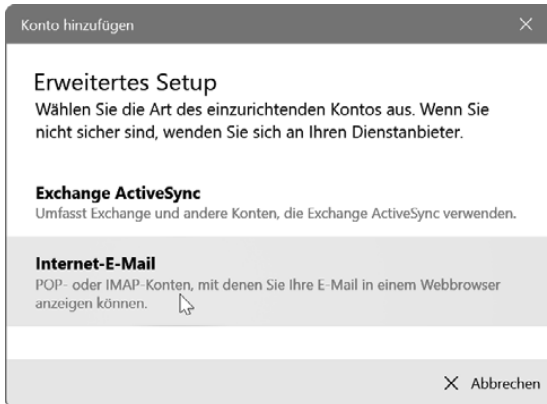 Konto hinzufügen
Erweitertes Setup
Wählen Sie die Art des einzurichtenden Kontos aus. Wenn Sie
nicht sicher sind, wenden Sie sich an Ihren Dienstanbieter.
Exchange ActiveSync
Umfasst Exchange und andere Konten, die Exchange ActiveSync verwenden.
Internet-E-Mail
POP- oder IMAP-Konten, mit denen Sie Ihre E-Mail in einem Webbrowser
anzeigen können.
Abbrechen